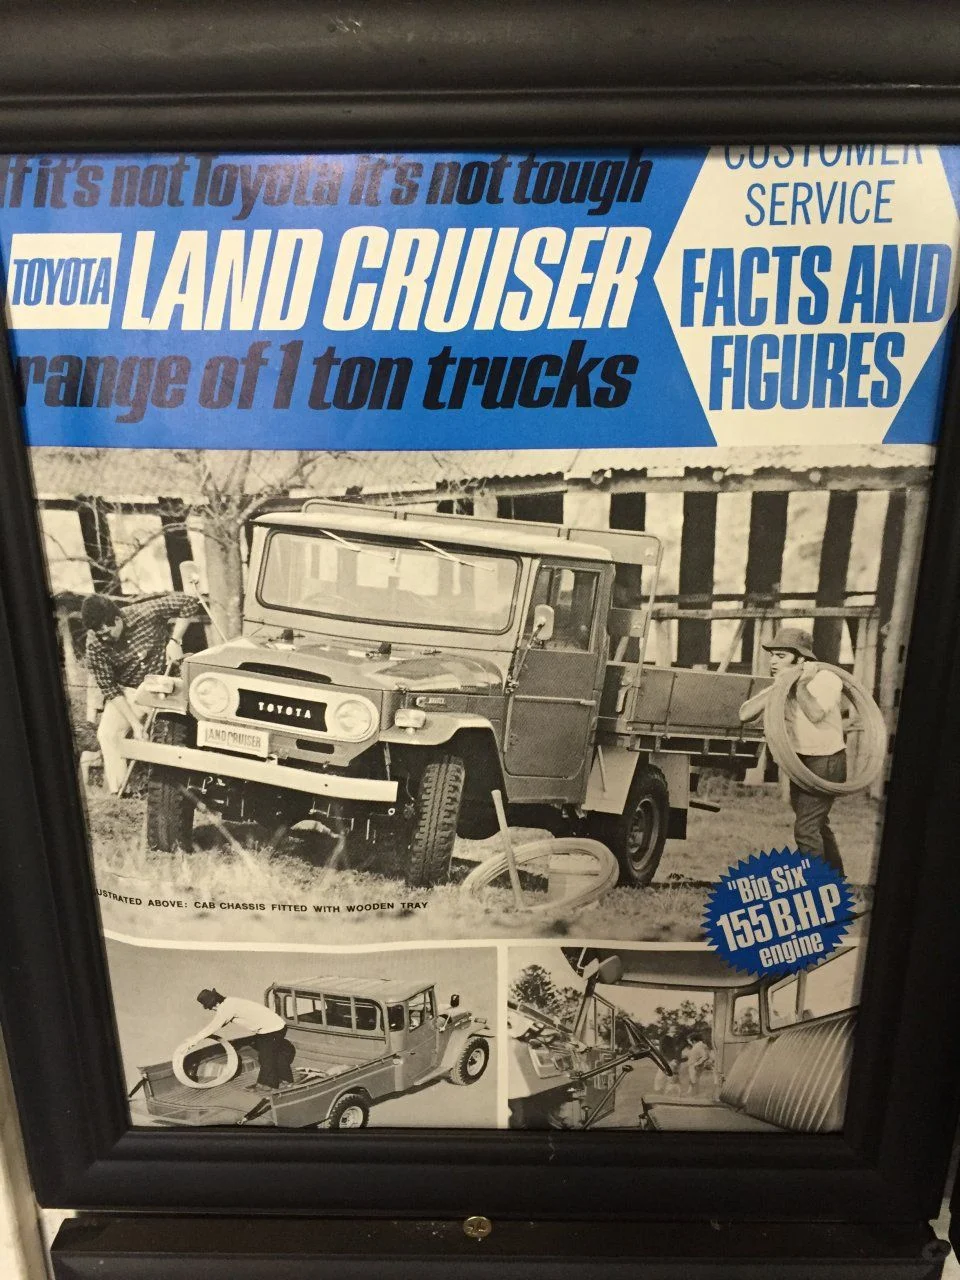 If it's not Toyota it's not tough
TOYOTA LAND CRUISER
range of 1 ton trucks
CUSTOMER
SERVICE
FACTS AND
FIGURES
TOYOTA
LAND CRUISER
USTRATED ABOVE: CAB CHASSIS FITTED WITH WOODEN TRAY
"Big Six"
155 B.H.P
engine